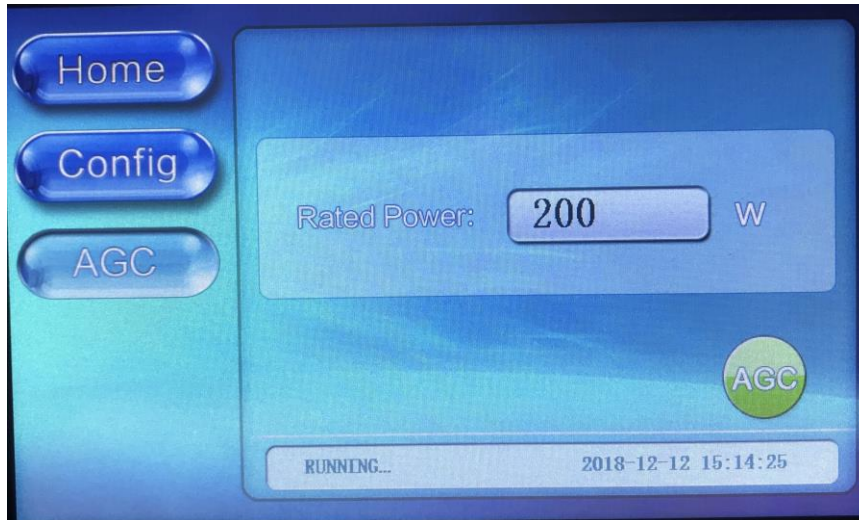 Home
Config
AGC
Rated Power: 200 W
AGC
RUNNING... 2018-12-12 15:14:25